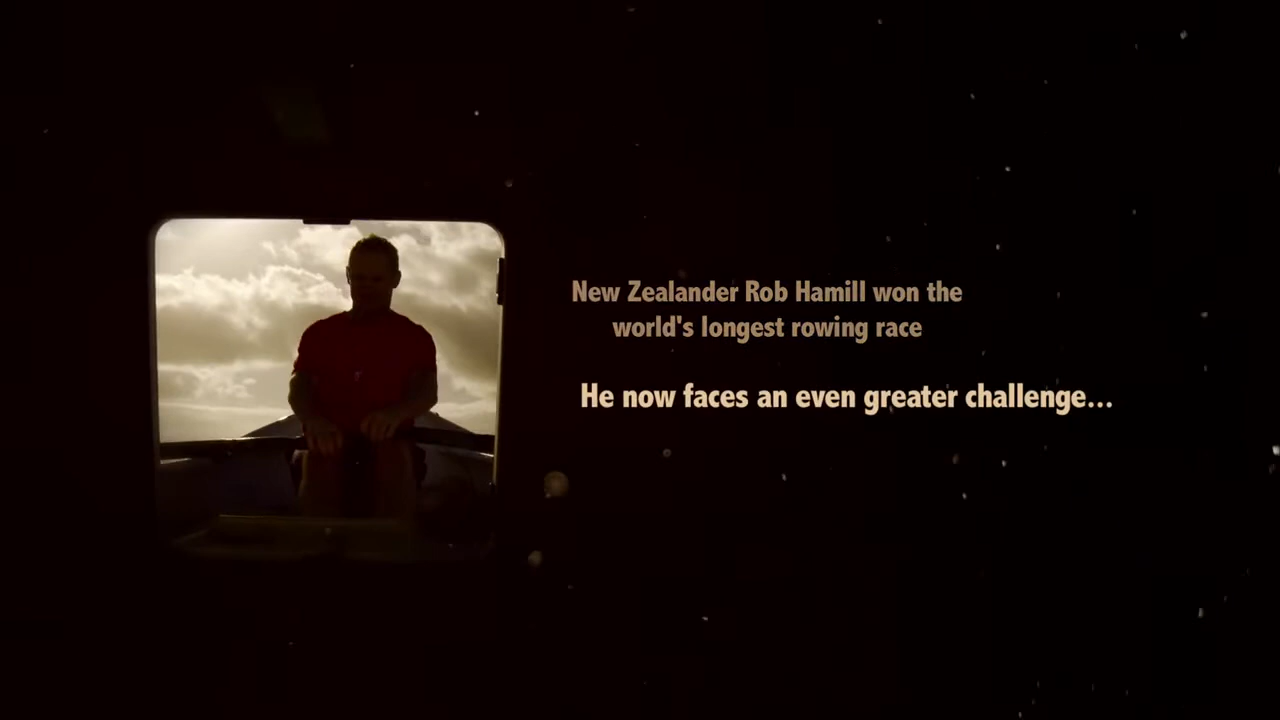 New Zealander Rob Hamill won the
world's longest rowing race
He now faces an even greater challenge...